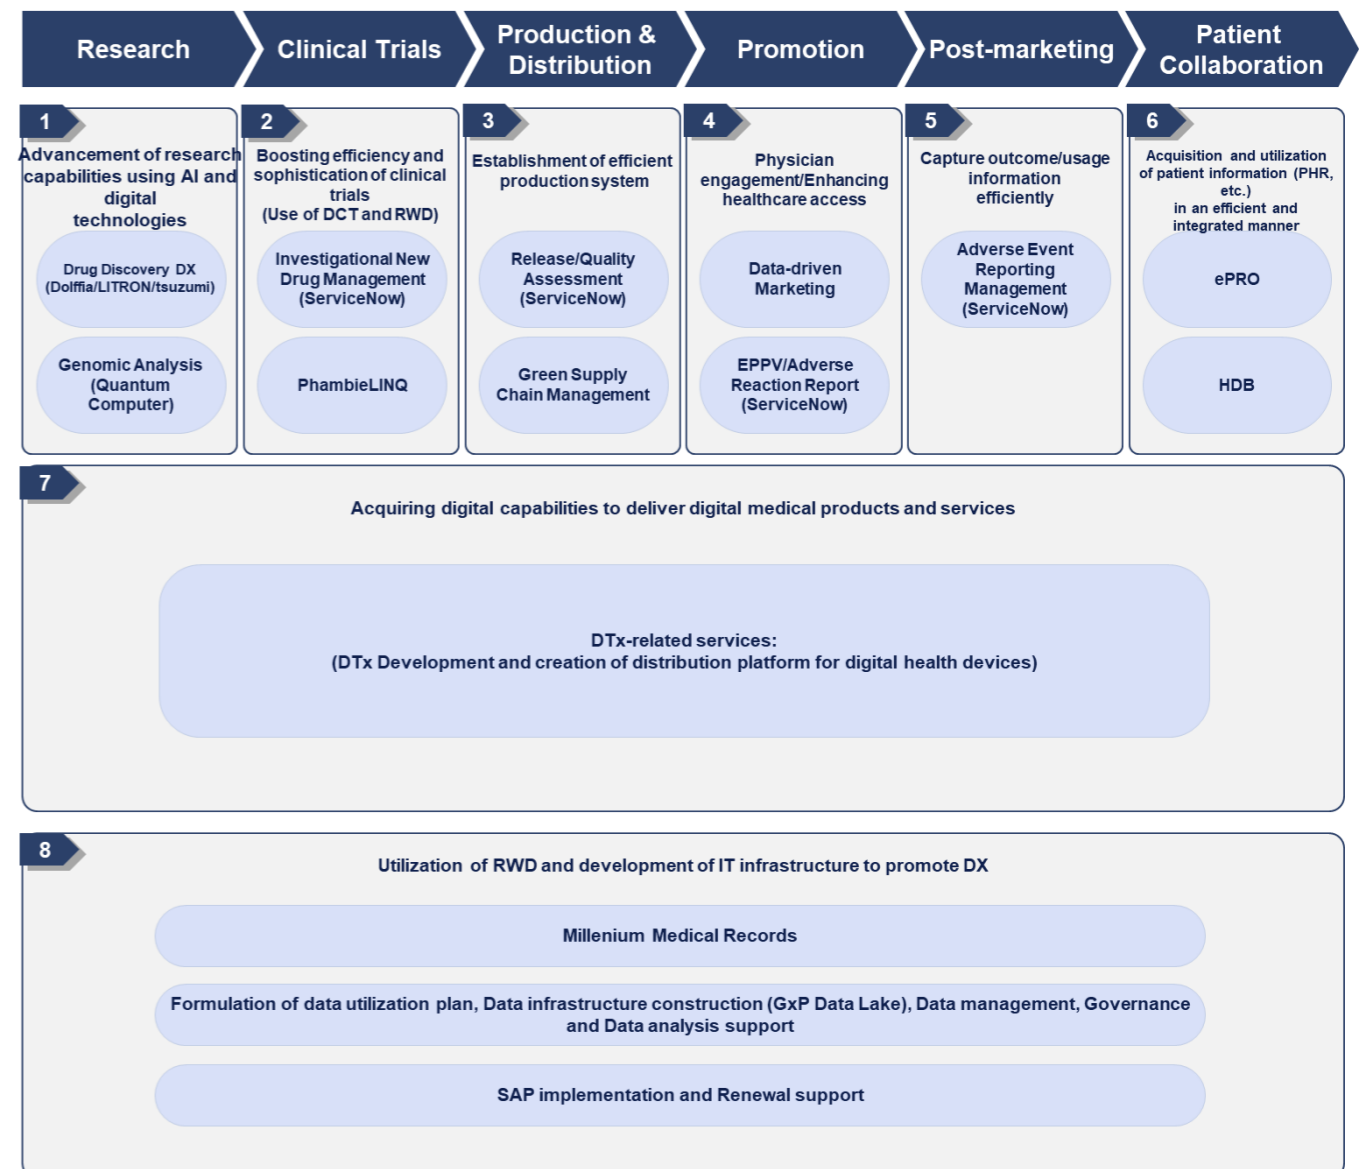 Research
Clinical Trials
Production &
Distribution
Promotion
Post-marketing
Patient
Collaboration
1
Advancement of research
capabilities using AI and
digital
technologies
Drug Discovery DX
(Dolffia/LITRON/tsuzumi)
Genomic Analysis
(Quantum
Computer)
2
Boosting efficiency and
sophistication of clinical
trials
(Use of DCT and RWD)
Investigational New
Drug Management
(ServiceNow)
PhambieLINQ
3
Establishment of efficient
production system
Release/Quality
Assessment
(ServiceNow)
Green Supply
Chain Management
4
Physician
engagement/Enhancing
healthcare access
Data-driven
Marketing
EPPV/Adverse
Reaction Report
(ServiceNow)
5
Capture outcome/usage
information
efficiently
Adverse Event
Reporting
Management
(ServiceNow)
6
Acquisition and utilization
of patient information (PHR,
etc.)
in an efficient and
integrated manner
ePRO
HDB
7
Acquiring digital capabilities to deliver digital medical products and services
DTx-related services:
(DTx Development and creation of distribution platform for digital health devices)
8
Utilization of RWD and development of IT infrastructure to promote DX
Millenium Medical Records
Formulation of data utilization plan, Data infrastructure construction (GxP Data Lake), Data management, Governance
and Data analysis support
SAP implementation and Renewal support